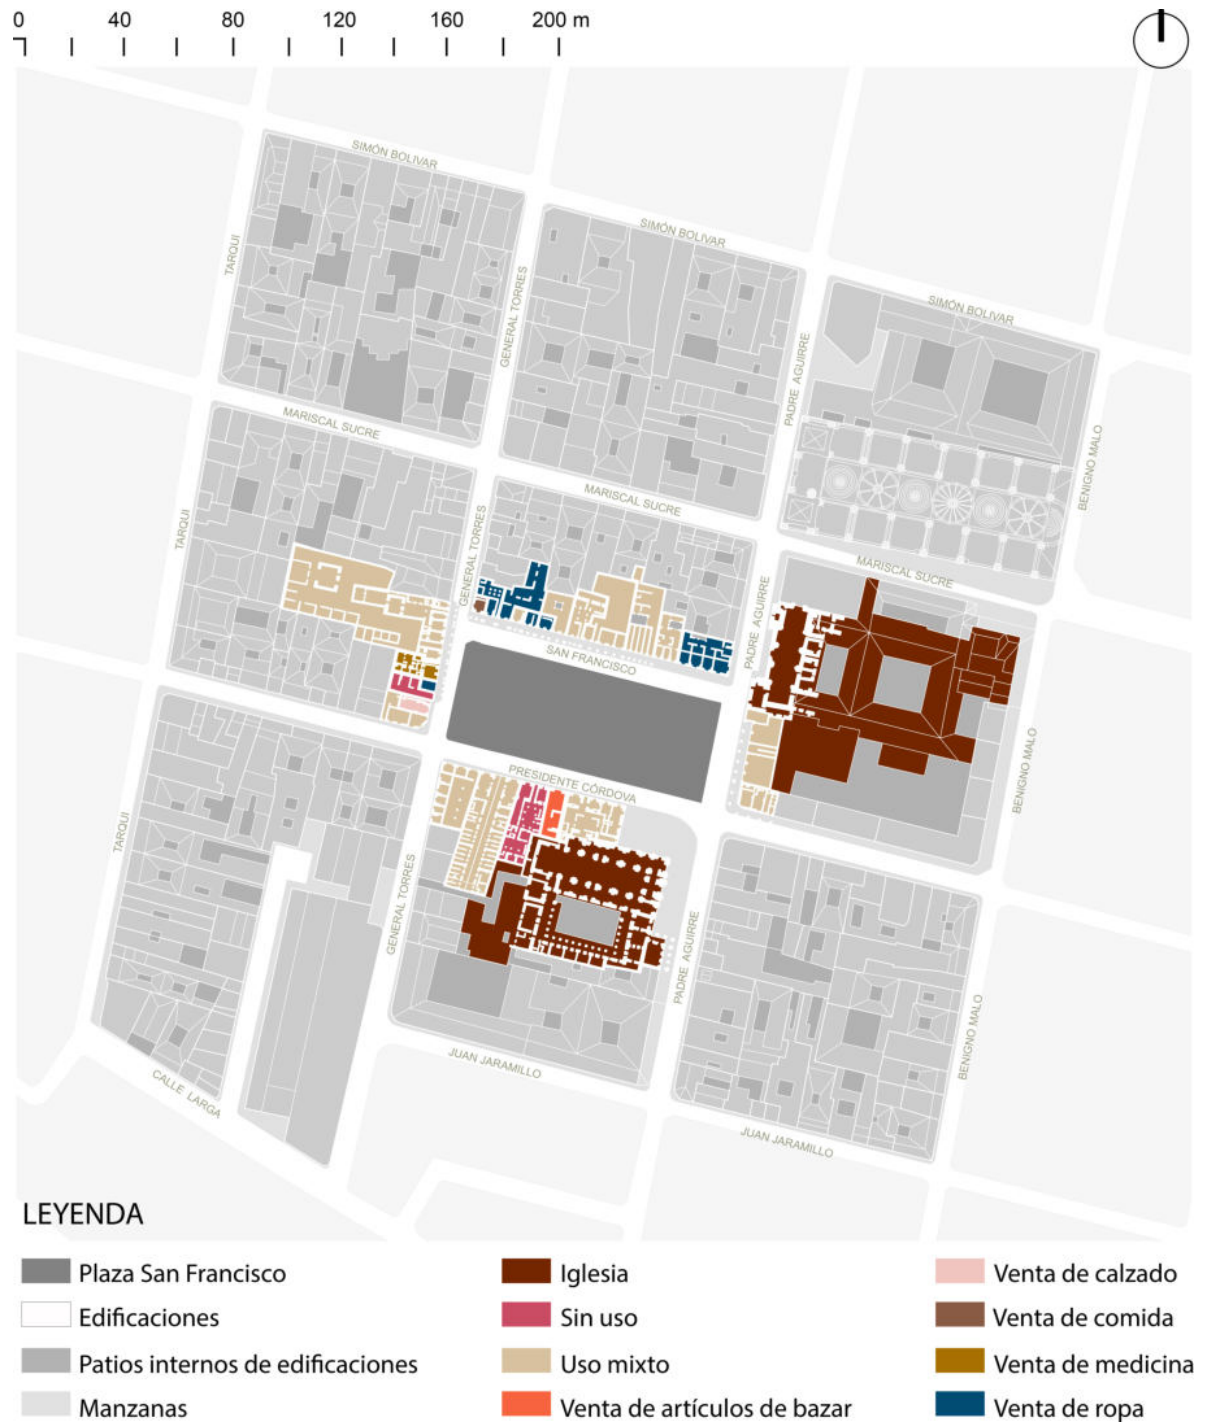 0 40 80 120 160 200 m
SIMÓN BOLIVAR
SIMÓN BOLIVAR
SIMÓN BOLIVAR
TARQUI
GENERAL TORRES
PADRE AGUIRRE
BENIGNO MALO
MARISCAL SUCRE
MARISCAL SUCRE
MARISCAL SUCRE
TARQUI
GENERAL TORRES
PADRE AGUIRRE
SAN FRANCISCO
BENIGNO MALO
PRESIDENTE CÓRDOVA
TARQUI
GENERAL TORRES
PADRE AGUIRRE
BENIGNO MALO
JUAN JARAMILLO
CALLE LARGA
JUAN JARAMILLO
LEYENDA
Plaza San Francisco
Edificaciones
Patios internos de edificaciones
Manzanas
Iglesia
Sin uso
Uso mixto
Venta de artículos de bazar
Venta de calzado
Venta de comida
Venta de medicina
Venta de ropa